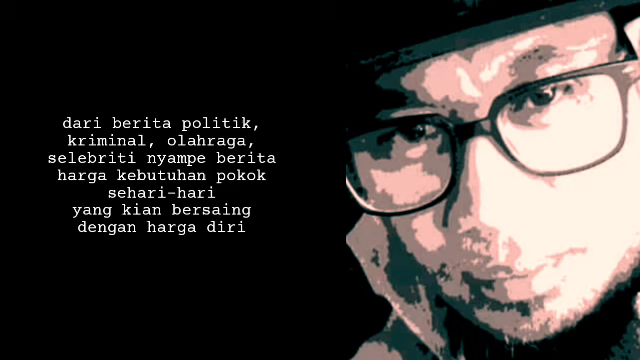 dari berita politik,
kriminal, olahraga,
selebriti nyampe berita
harga kebutuhan pokok
sehari-hari
yang kian bersaing
dengan harga diri